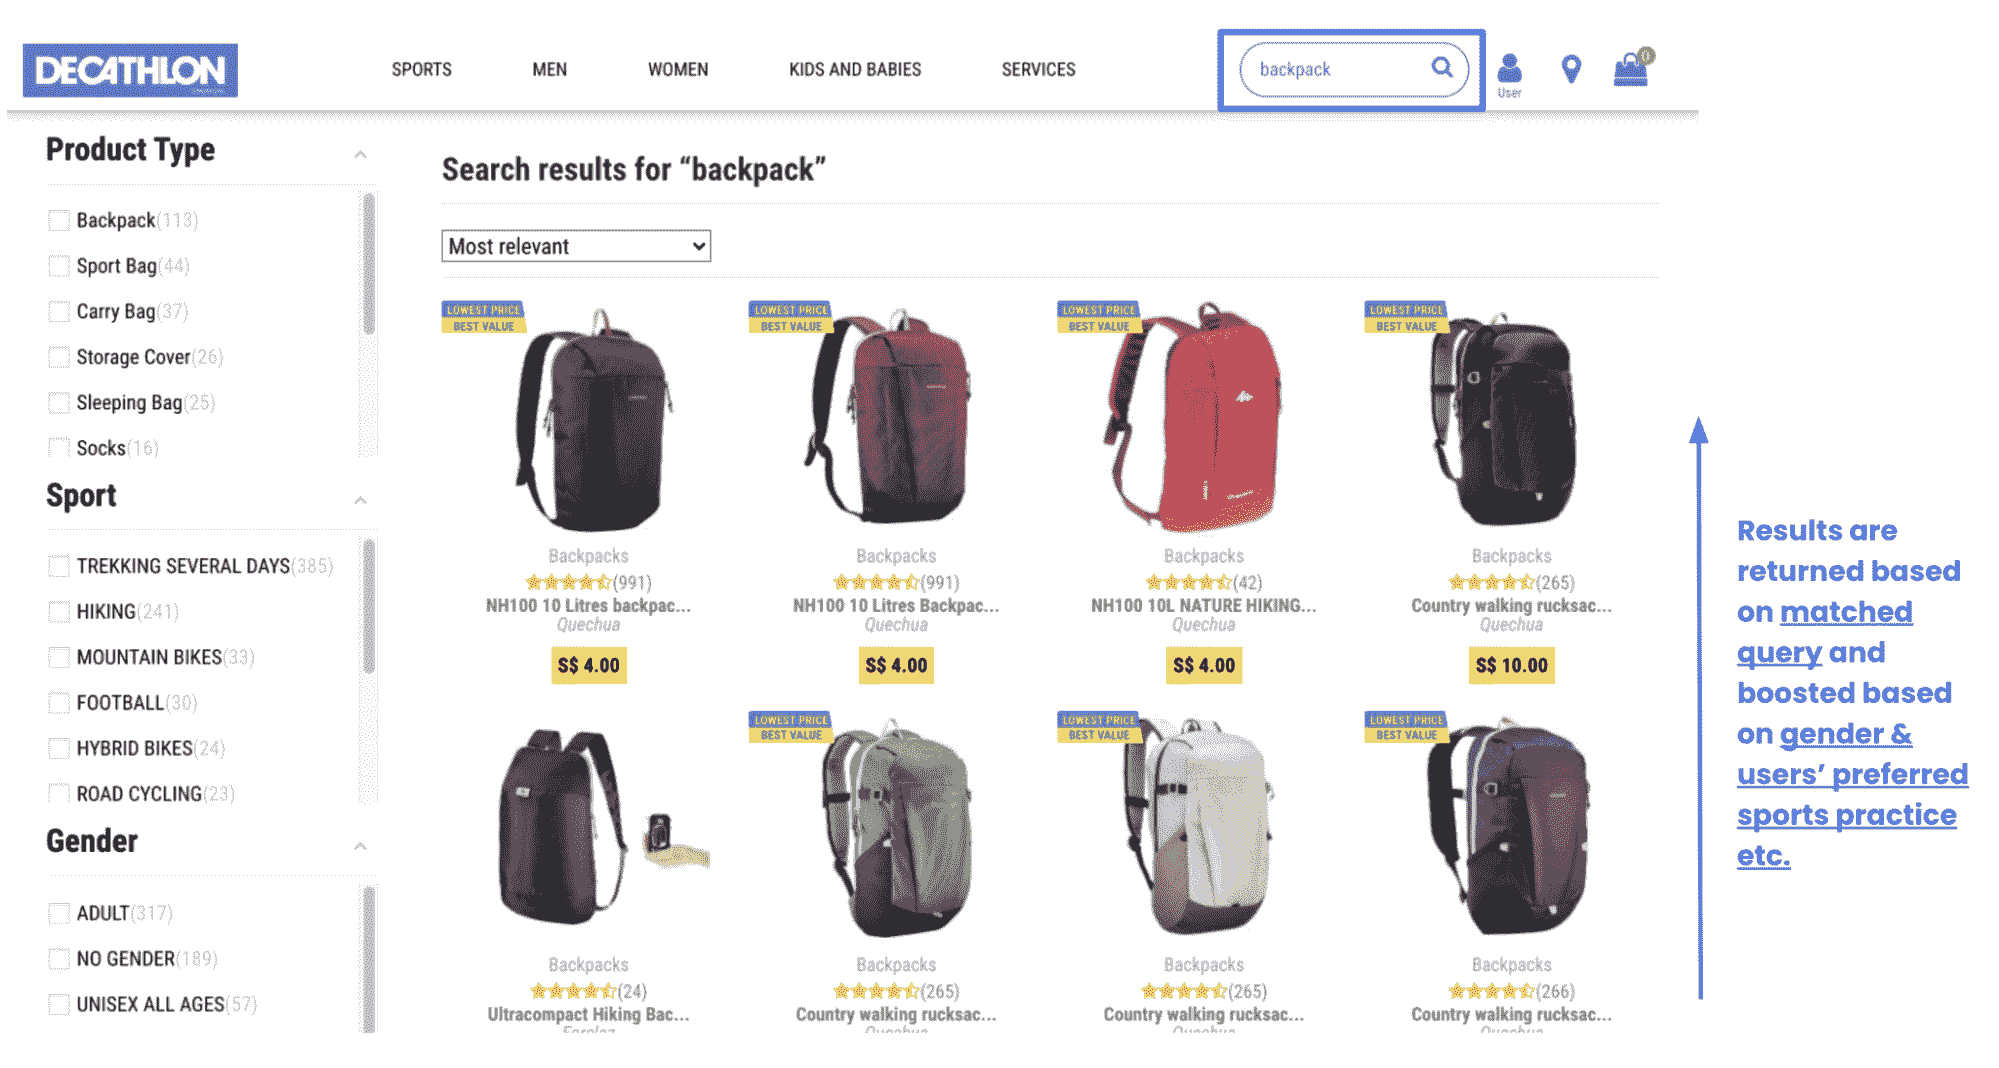 DECATHLON
SPORTS
MEN
WOMEN
KIDS AND BABIES
SERVICES
backpack
User
0
Product Type
Backpack(113)
Sport Bag(44)
Carry Bag(37)
Storage Cover(26)
Sleeping Bag(25)
Socks(16)
Sport
TREKKING SEVERAL DAYS(385)
HIKING(241)
MOUNTAIN BIKES(33)
FOOTBALL(30)
HYBRID BIKES(24)
ROAD CYCLING(23)
Gender
ADULT(317)
NO GENDER(189)
UNISEX ALL AGES(57)
Search results for “backpack”
Most relevant
LOWEST PRICE
BEST VALUE
Backpacks
(991)
NH100 10 Litres backpac...
Quechua
S$ 4.00
LOWEST PRICE
BEST VALUE
Backpacks
(991)
NH100 10 Litres Backpac...
Quechua
S$ 4.00
LOWEST PRICE
BEST VALUE
Backpacks
(42)
NH100 10L NATURE HIKING...
Quechua
S$ 4.00
LOWEST PRICE
BEST VALUE
Backpacks
(265)
Country walking rucksac...
Quechua
S$ 10.00
Backpacks
(24)
Ultracompact Hiking Bac...
Forclaz
LOWEST PRICE
BEST VALUE
Backpacks
(265)
Country walking rucksac...
Quechua
LOWEST PRICE
BEST VALUE
Backpacks
(265)
Country walking rucksac...
Quechua
LOWEST PRICE
BEST VALUE
Backpacks
(266)
Country walking rucksac...
Quechua
Results are
returned based
on matched
query and
boosted based
on gender &
users’ preferred
sports practice
etc.